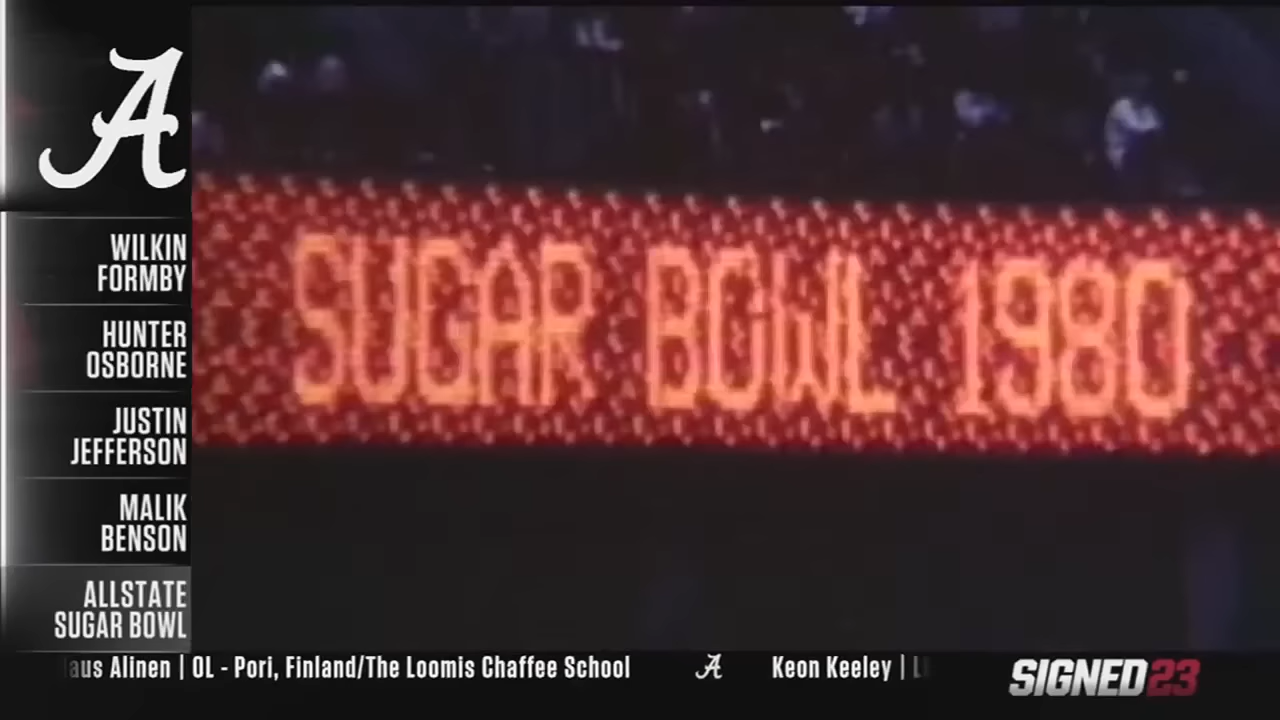 A
WILKIN
FORMBY
HUNTER
OSBORNE
JUSTIN
JEFFERSON
MALIK
BENSON
ALLSTATE
SUGAR BOWL
SUGAR BOWL 1980
Alinen | OL - Pori, Finland/The Loomis Chaffee School
A
Keon Keeley |
SIGNED23